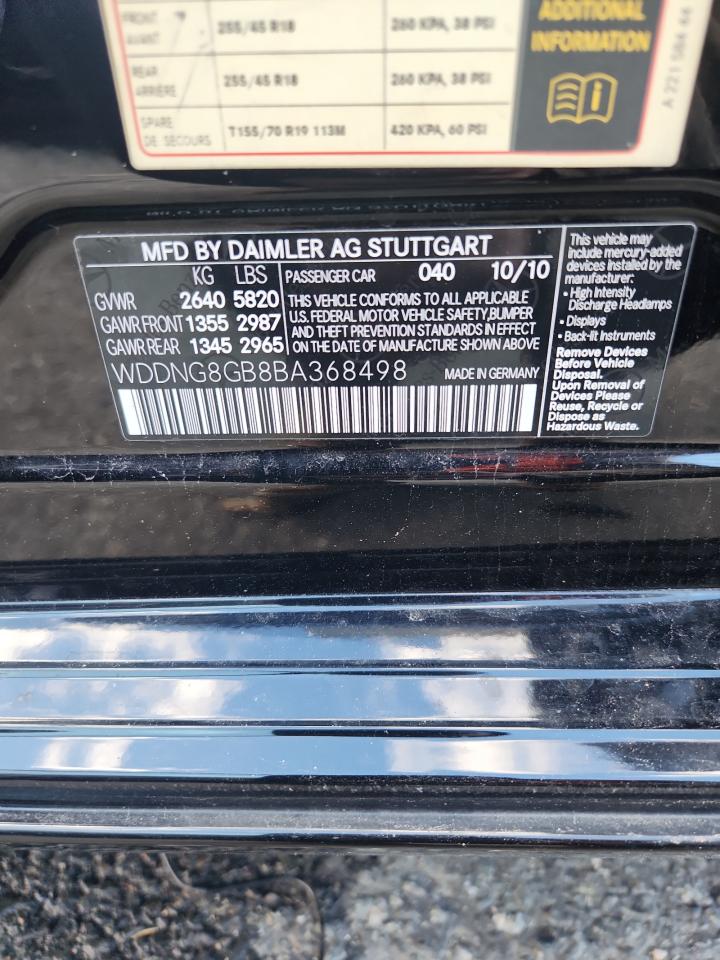 FRONT
AVANT
255/45 R18
260 KPA, 38 PSI
REAR
ARRIÈRE
255/45 R18
260 KPA, 38 PSI
SPARE
DE SECOURS
T155/70 R19 113M
420 KPA, 60 PSI
ADDITIONAL
INFORMATION
A 221 584
MFD BY DAIMLER AG STUTTGART
KG LBS
GVWR 2640 5820
GAWR FRONT 1355 2987
GAWR REAR 1345 2965
PASSENGER CAR 040 10/10
THIS VEHICLE CONFORMS TO ALL APPLICABLE
U.S. FEDERAL MOTOR VEHICLE SAFETY,BUMPER
AND THEFT PREVENTION STANDARDS IN EFFECT
ON THE DATE OF MANUFACTURE SHOWN ABOVE
WDDNG8GB8BA368498
MADE IN GERMANY
This vehicle may
include mercury-added
devices installed by the
manufacturer:
• High Intensity
Discharge Headlamps
• Displays
• Back-lit Instruments
Remove Devices
Before Vehicle
Disposal.
Upon Removal of
Devices Please
Reuse, Recycle or
Dispose as
Hazardous Waste.